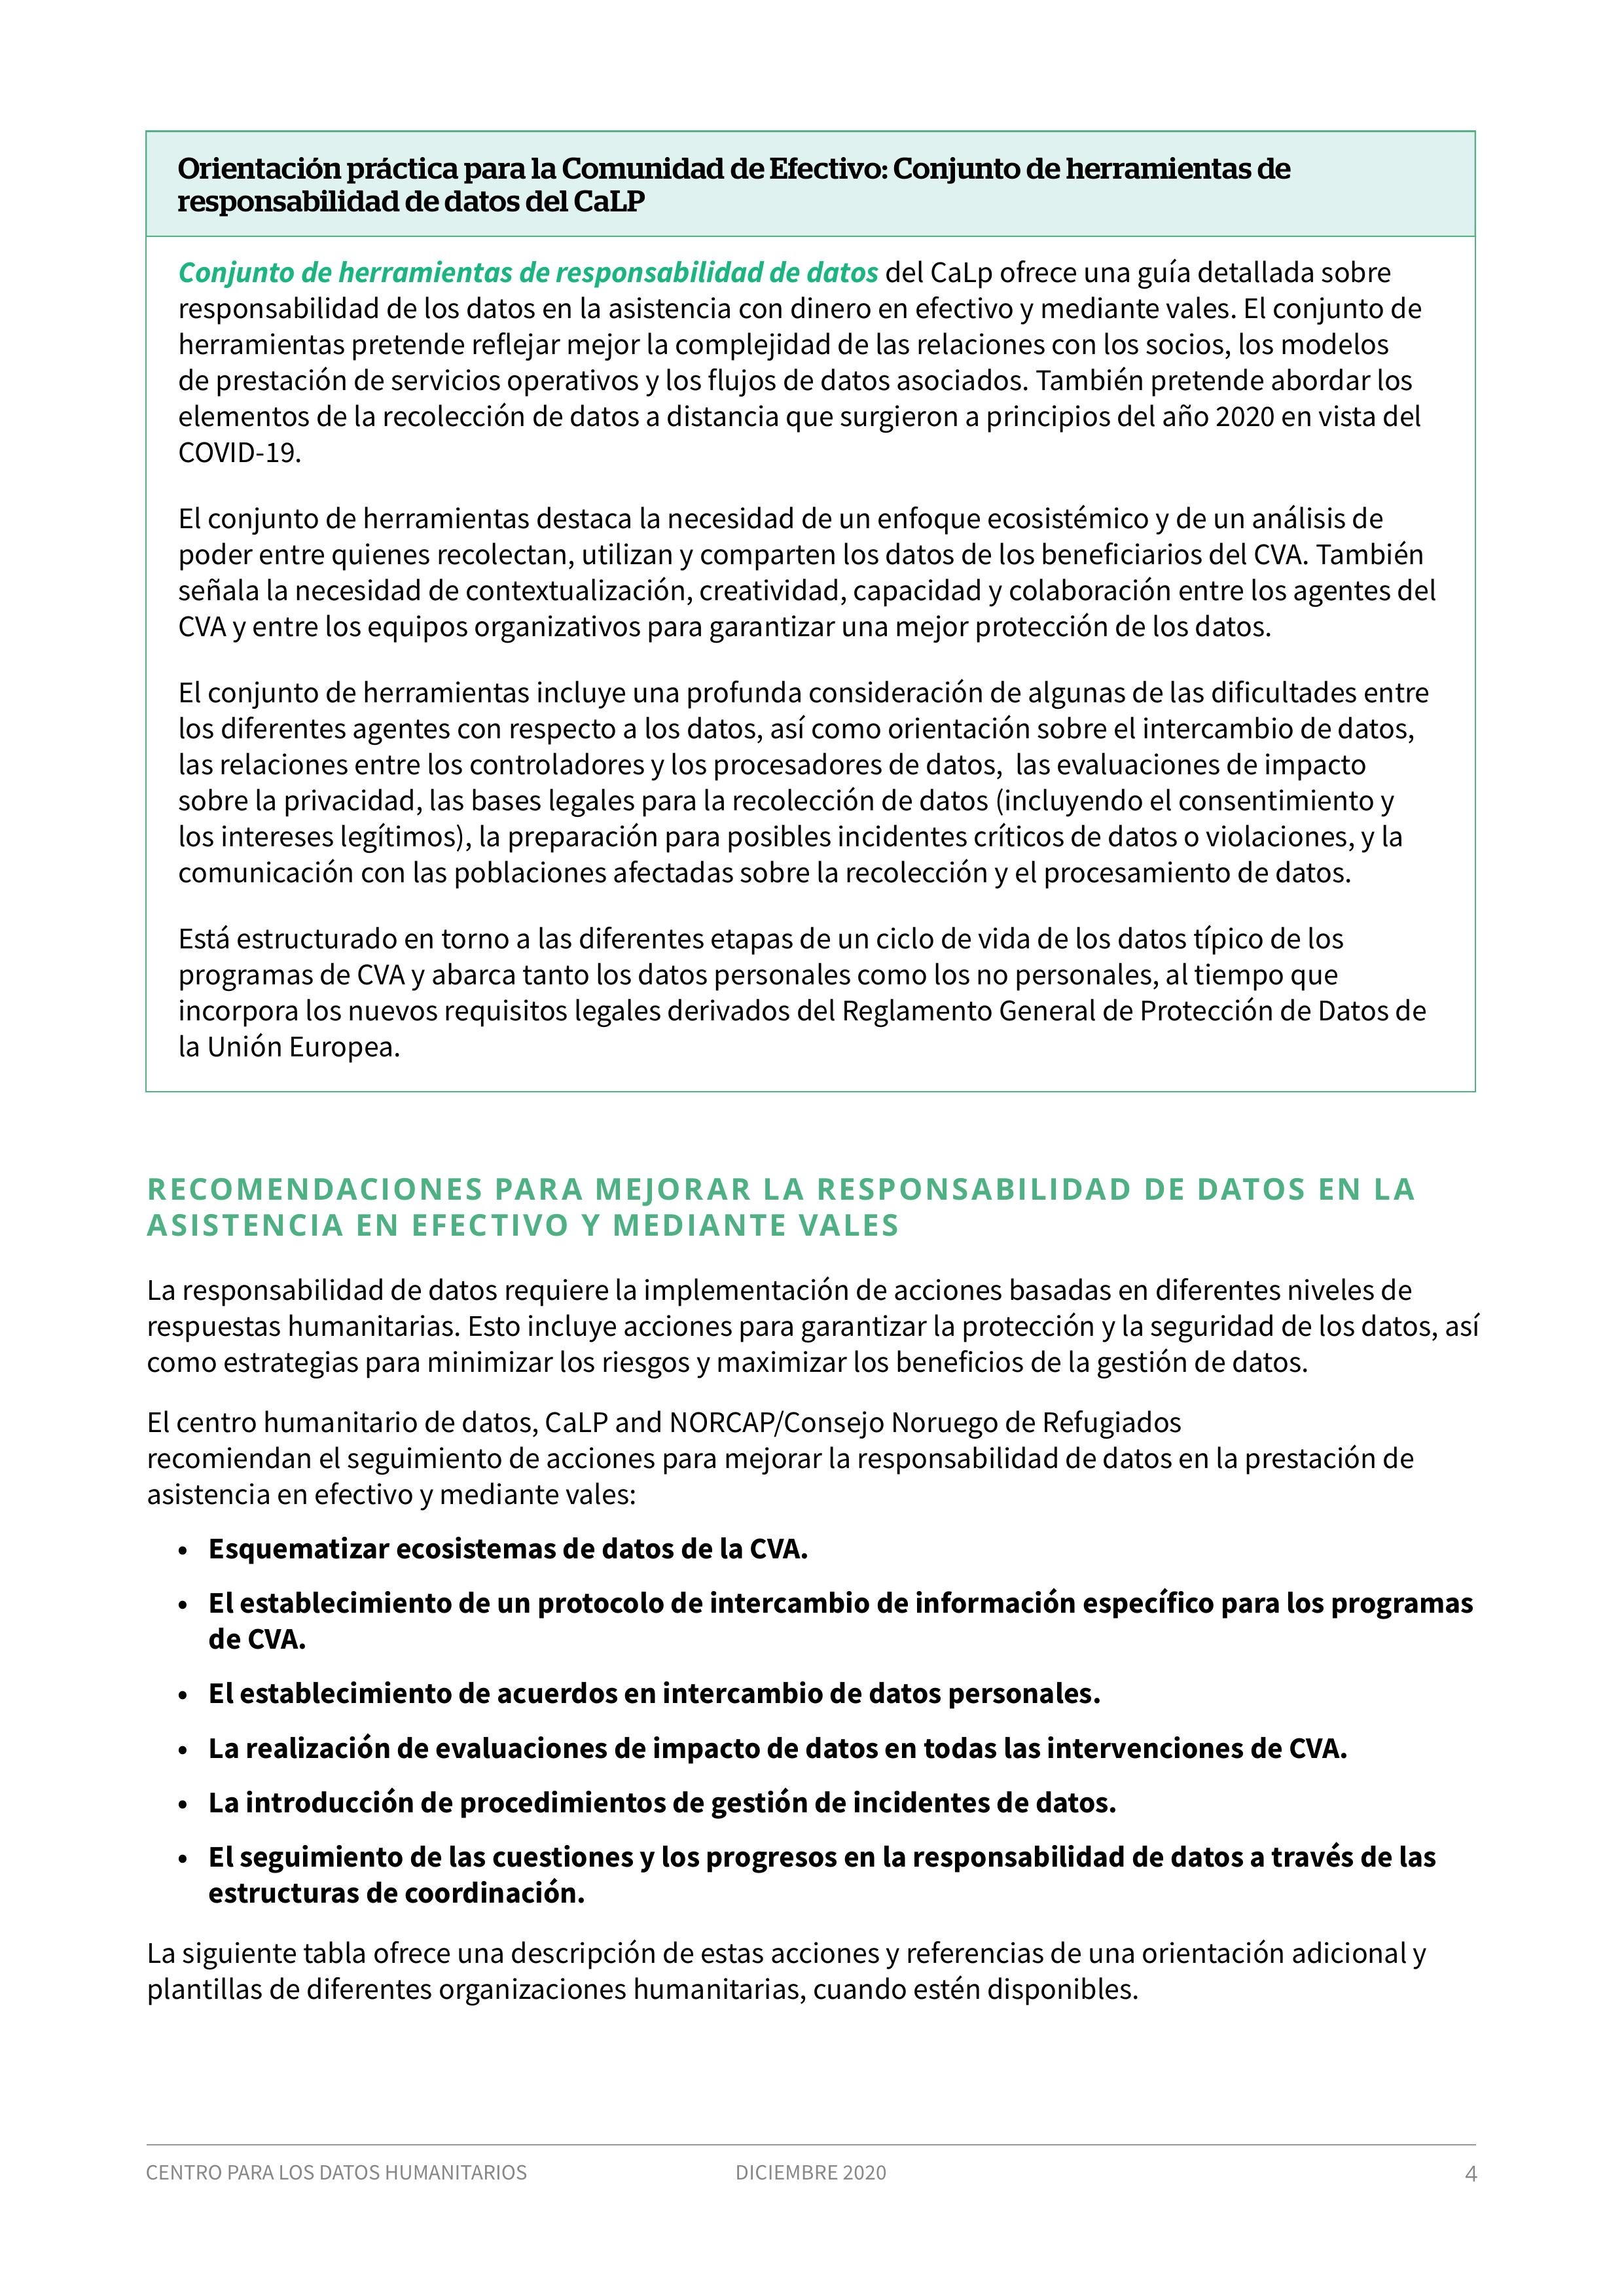 Orientación práctica para la Comunidad de Efectivo: Conjunto de herramientas de
responsabilidad de datos del CaLP
Conjunto de herramientas de responsabilidad de datos del CaLp ofrece una guía detallada sobre
responsabilidad de los datos en la asistencia con dinero en efectivo y mediante vales. El conjunto de
herramientas pretende reflejar mejor la complejidad de las relaciones con los socios, los modelos
de prestación de servicios operativos y los flujos de datos asociados. También pretende abordar los
elementos de la recolección de datos a distancia que surgieron a principios del año 2020 en vista del
COVID-19.
El conjunto de herramientas destaca la necesidad de un enfoque ecosistémico y de un análisis de
poder entre quienes recolectan, utilizan y comparten los datos de los beneficiarios del CVA. También
señala la necesidad de contextualización, creatividad, capacidad y colaboración entre los agentes del
CVA y entre los equipos organizativos para garantizar una mejor protección de los datos.
El conjunto de herramientas incluye una profunda consideración de algunas de las dificultades entre
los diferentes agentes con respecto a los datos, así como orientación sobre el intercambio de datos,
las relaciones entre los controladores y los procesadores de datos,  las evaluaciones de impacto
sobre la privacidad, las bases legales para la recolección de datos (incluyendo el consentimiento y
los intereses legítimos), la preparación para posibles incidentes críticos de datos o violaciones, y la
comunicación con las poblaciones afectadas sobre la recolección y el procesamiento de datos.
Está estructurado en torno a las diferentes etapas de un ciclo de vida de los datos típico de los
programas de CVA y abarca tanto los datos personales como los no personales, al tiempo que
incorpora los nuevos requisitos legales derivados del Reglamento General de Protección de Datos de
la Unión Europea.
RECOMENDACIONES PARA MEJORAR LA RESPONSABILIDAD DE DATOS EN LA
ASISTENCIA EN EFECTIVO Y MEDIANTE VALES
La responsabilidad de datos requiere la implementación de acciones basadas en diferentes niveles de
respuestas humanitarias. Esto incluye acciones para garantizar la protección y la seguridad de los datos, así
como estrategias para minimizar los riesgos y maximizar los beneficios de la gestión de datos.
El centro humanitario de datos, CaLP and NORCAP/Consejo Noruego de Refugiados
recomiendan el seguimiento de acciones para mejorar la responsabilidad de datos en la prestación de
asistencia en efectivo y mediante vales:
• Esquematizar ecosistemas de datos de la CVA.
• El establecimiento de un protocolo de intercambio de información específico para los programas
de CVA.
• El establecimiento de acuerdos en intercambio de datos personales.
• La realización de evaluaciones de impacto de datos en todas las intervenciones de CVA.
• La introducción de procedimientos de gestión de incidentes de datos.
• El seguimiento de las cuestiones y los progresos en la responsabilidad de datos a través de las
estructuras de coordinación.
La siguiente tabla ofrece una descripción de estas acciones y referencias de una orientación adicional y
plantillas de diferentes organizaciones humanitarias, cuando estén disponibles.
CENTRO PARA LOS DATOS HUMANITARIOS DICIEMBRE 2020 4